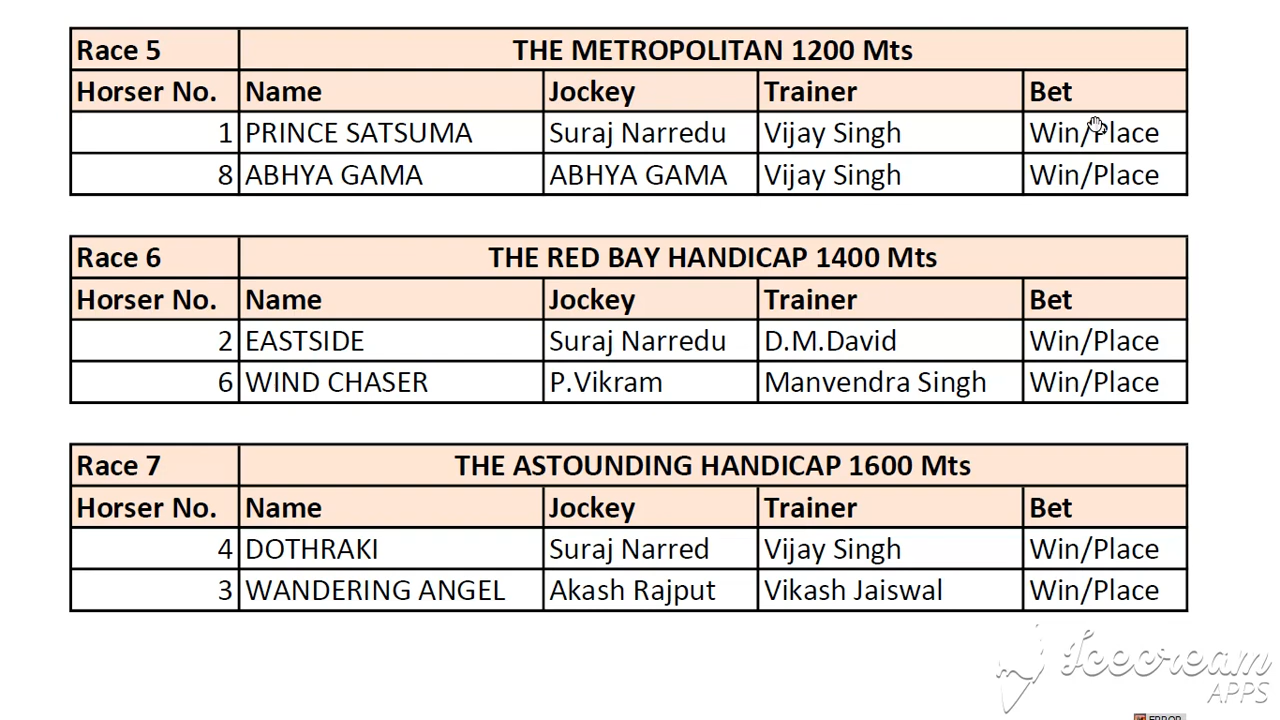 Race 5 THE METROPOLITAN 1200 Mts
Horser No. Name Jockey Trainer Bet
1 PRINCE SATSUMA Suraj Narredu Vijay Singh Win/Place
8 ABHYA GAMA ABHYA GAMA Vijay Singh Win/Place
Race 6 THE RED BAY HANDICAP 1400 Mts
Horser No. Name Jockey Trainer Bet
2 EASTSIDE Suraj Narredu D.M.David Win/Place
6 WIND CHASER P.Vikram Manvendra Singh Win/Place
Race 7 THE ASTOUNDING HANDICAP 1600 Mts
Horser No. Name Jockey Trainer Bet
4 DOTHRAKI Suraj Narred Vijay Singh Win/Place
3 WANDERING ANGEL Akash Rajput Vikash Jaiswal Win/Place
Icecream
APPS
ERROR